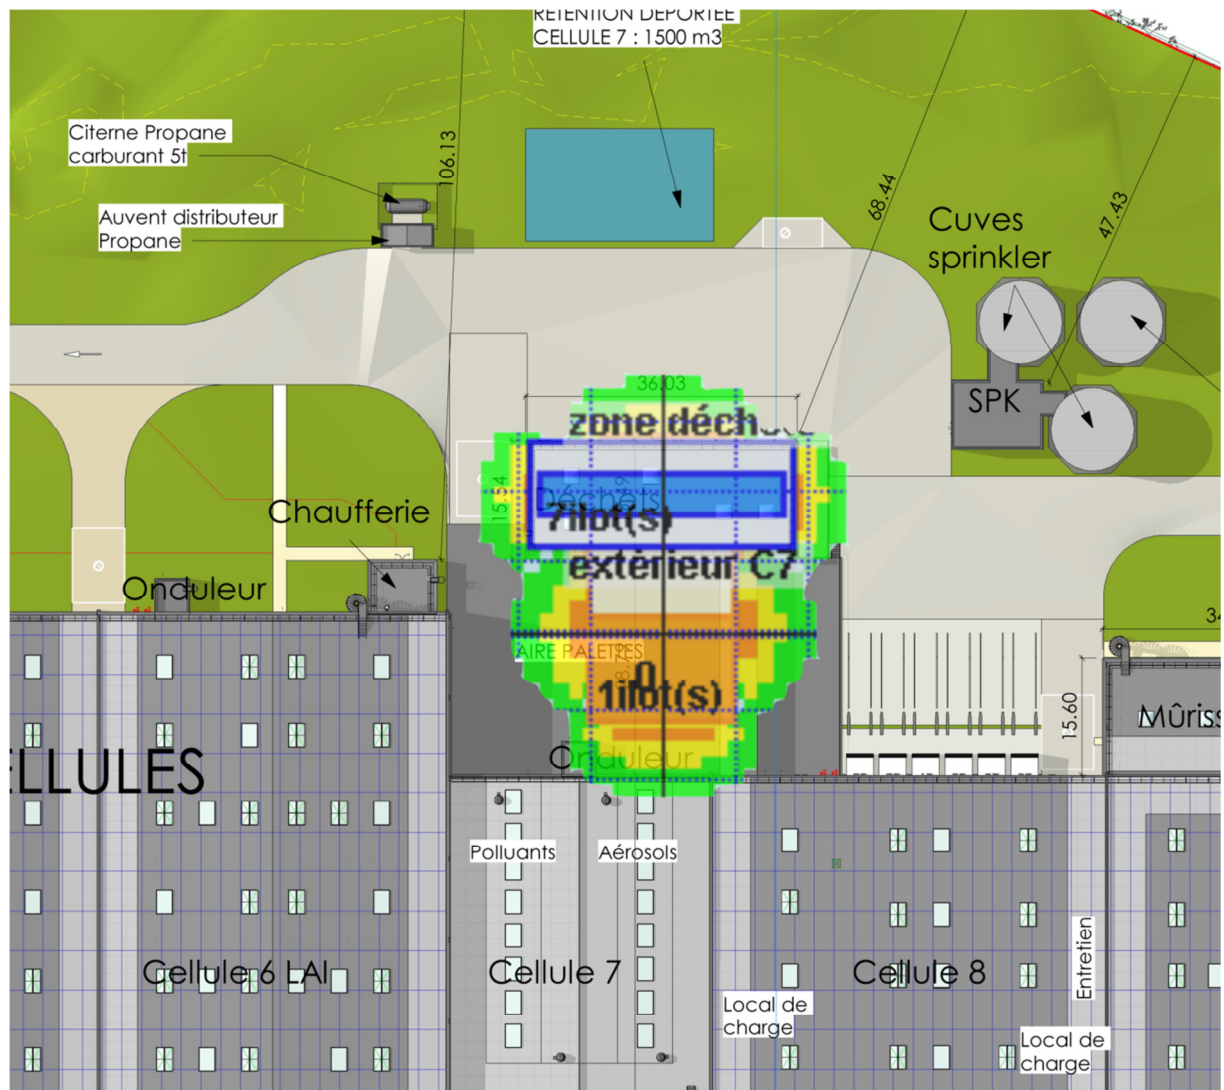 RETENTION DEPORTEE
CELLULE 7 : 1500 m3
Citerne Propane
carburant 5t
106.13
68.44
47.43
Auvent distributeur
Propane
Cuves
sprinkler
36.03
SPK
zone déch
15.54
Déchets
7ilot(s)
Chaufferie
extérieur C7
Onduleur
34
AIRE PALETTES
0
1ilot(s)
15.60
Mûriss
Onduleur
ELLULES
Polluants
Aérosols
Cellule 6 LAI
Cellule 7
Cellule 8
Entretien
Local de
charge
Local de
charge